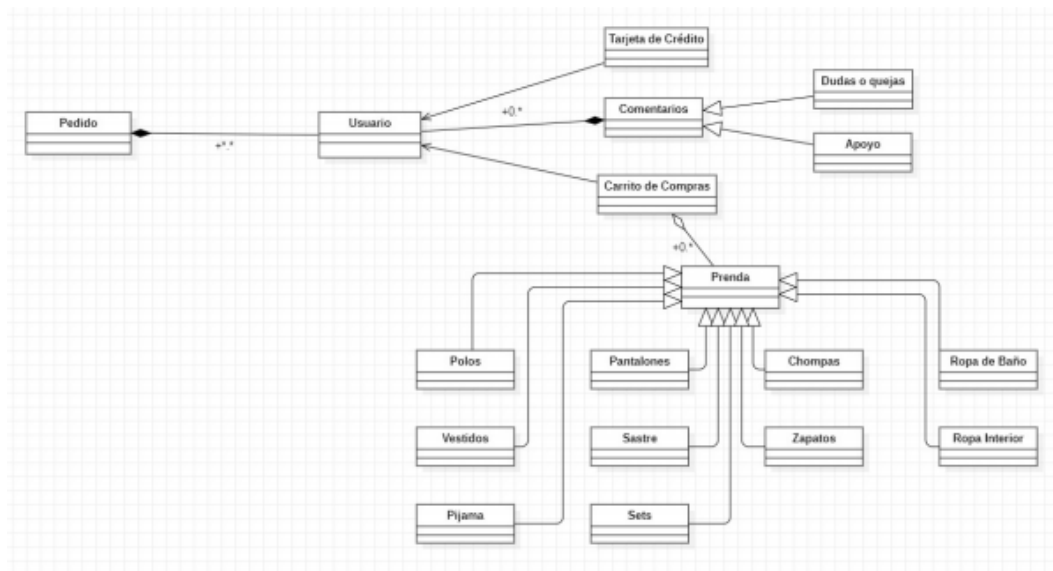 Tarjeta de Crédito
Dudas o quejas
Comentarios
+0.*
Pedido
Usuario
+*.*
Apoyo
Carrito de Compras
+0.*
Prenda
Polos
Pantalones
Chompas
Ropa de Baño
Vestidos
Sastre
Zapatos
Ropa Interior
Pijama
Sets